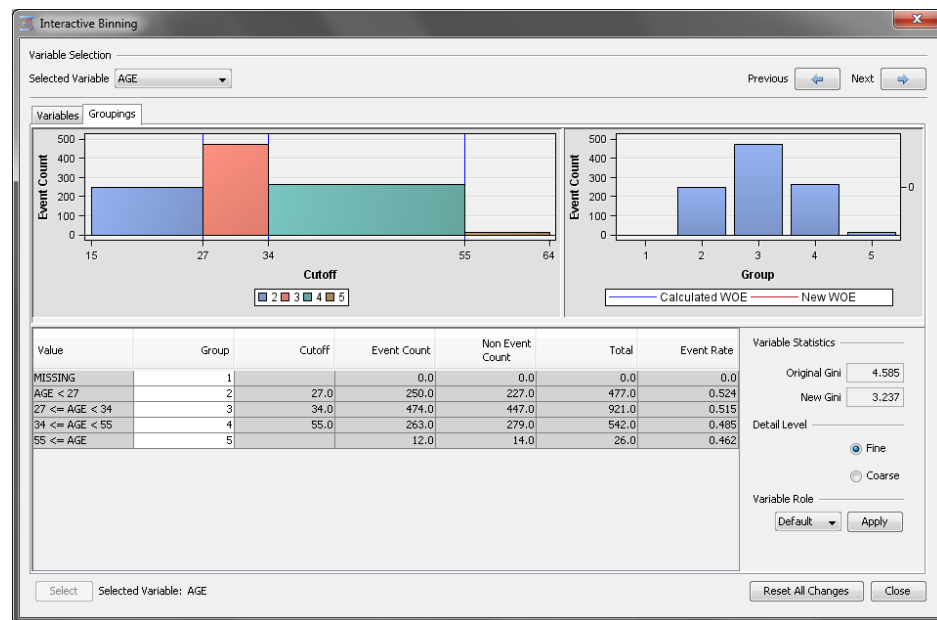 Interactive Binning
Variable Selection
Selected Variable AGE Previous Next
Variables Groupings
500
400
300
200
100
0
Event Count
15 27 34 55 64
Cutoff
2 3 4 5
500
400
300
200
100
0
Event Count
0
1 2 3 4 5
Group
Calculated WOE New WOE
Value Group Cutoff Event Count Non Event Count Total Event Rate
MISSING 1 0.0 0.0 0.0 0.0
AGE < 27 2 27.0 250.0 227.0 477.0 0.524
27 <= AGE < 34 3 34.0 474.0 447.0 921.0 0.515
34 <= AGE < 55 4 55.0 263.0 279.0 542.0 0.485
55 <= AGE 5 12.0 14.0 26.0 0.462
Variable Statistics
Original Gini 4.585
New Gini 3.237
Detail Level
Fine
Coarse
Variable Role
Default Apply
Select Selected Variable: AGE Reset All Changes Close